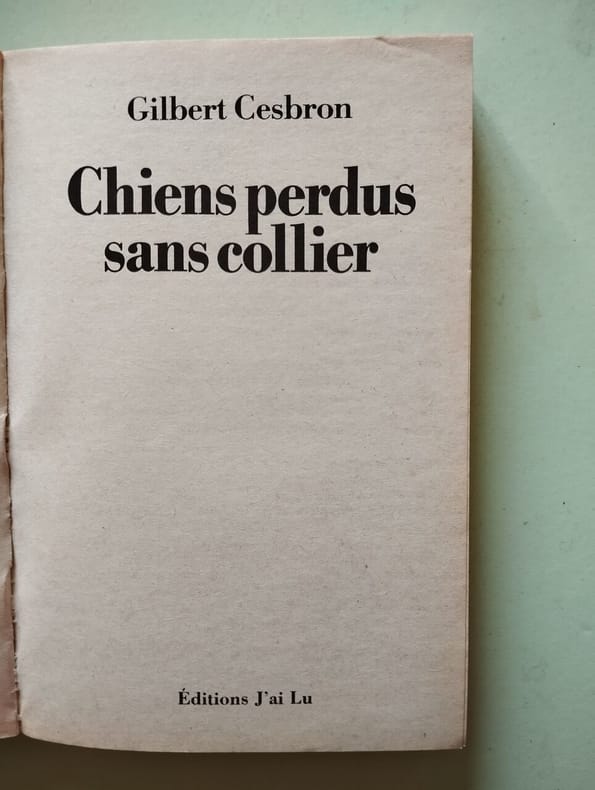 Gilbert Cesbron
Chiens perdus
sans collier
Éditions J'ai Lu